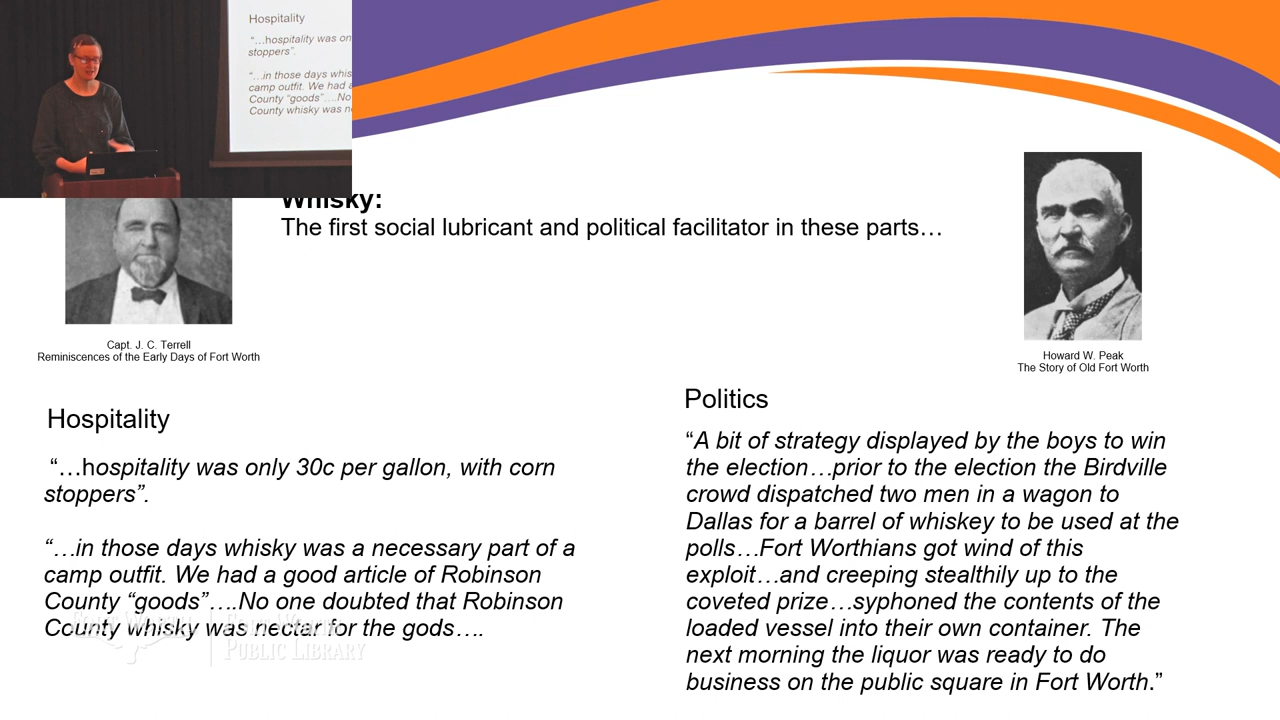 Hospitality
"…hospitality was on
stoppers".
"…in those days whis
camp outfit. We had a
County "goods"….No
County whisky was n
Whisky:
The first social lubricant and political facilitator in these parts…
Capt. J. C. Terrell
Reminiscences of the Early Days of Fort Worth
Howard W. Peak
The Story of Old Fort Worth
Hospitality
“…hospitality was only 30c per gallon, with corn
stoppers”.
“…in those days whisky was a necessary part of a
camp outfit. We had a good article of Robinson
County “goods”….No one doubted that Robinson
County whisky was nectar for the gods….
Politics
“A bit of strategy displayed by the boys to win
the election…prior to the election the Birdville
crowd dispatched two men in a wagon to
Dallas for a barrel of whiskey to be used at the
polls…Fort Worthians got wind of this
exploit…and creeping stealthily up to the
coveted prize…syphoned the contents of the
loaded vessel into their own container. The
next morning the liquor was ready to do
business on the public square in Fort Worth.”
FORT WORTH
Fort Worth
Public Library